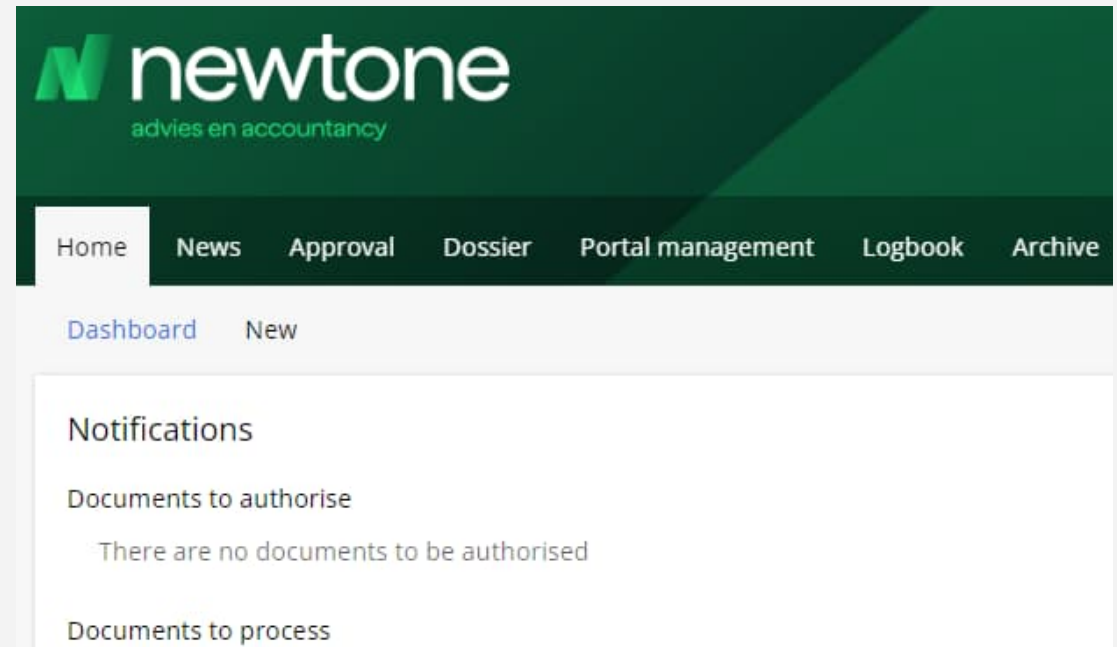 newtone
advies en accountancy
Home News Approval Dossier Portal management Logbook Archive
Dashboard New
Notifications
Documents to authorise
There are no documents to be authorised
Documents to process